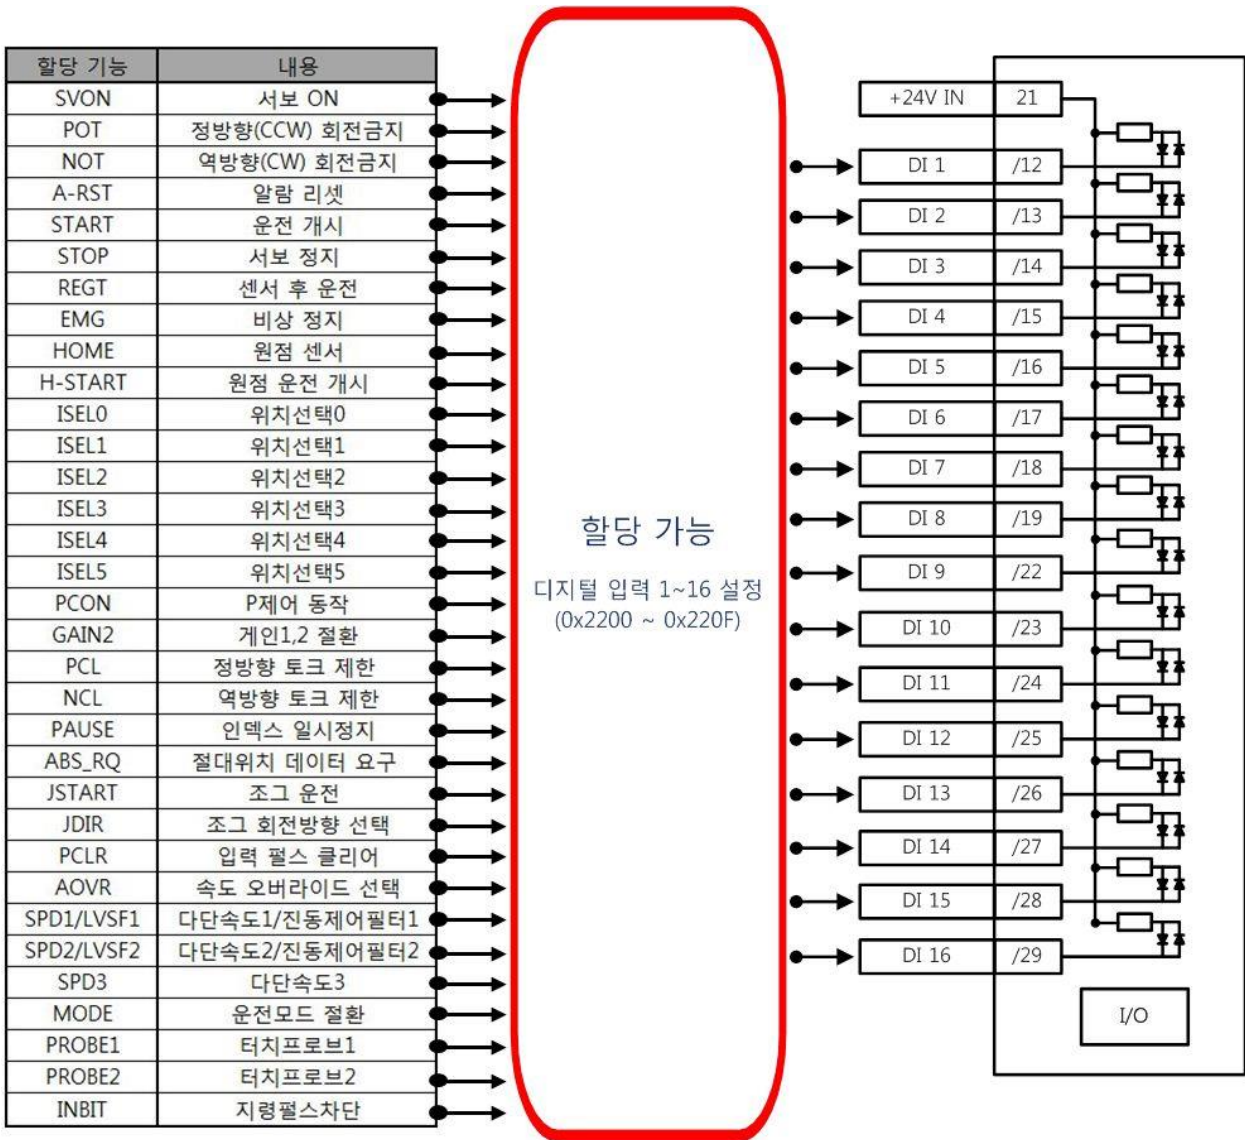 할당 기능 내용
SVON 서보 ON
POT 정방향(CCW) 회전금지
NOT 역방향(CW) 회전금지
A-RST 알람 리셋
START 운전 개시
STOP 서보 정지
REGT 센서 후 운전
EMG 비상 정지
HOME 원점 센서
H-START 원점 운전 개시
ISEL0 위치선택0
ISEL1 위치선택1
ISEL2 위치선택2
ISEL3 위치선택3
ISEL4 위치선택4
ISEL5 위치선택5
PCON P제어 동작
GAIN2 게인1,2 절환
PCL 정방향 토크 제한
NCL 역방향 토크 제한
PAUSE 인덱스 일시정지
ABS_RQ 절대위치 데이터 요구
JSTART 조그 운전
JDIR 조그 회전방향 선택
PCLR 입력 펄스 클리어
AOVR 속도 오버라이드 선택
SPD1/LVSF1 다단속도1/진동제어필터1
SPD2/LVSF2 다단속도2/진동제어필터2
SPD3 다단속도3
MODE 운전모드 절환
PROBE1 터치프로브1
PROBE2 터치프로브2
INBIT 지령펄스차단
할당 가능
디지털 입력 1~16 설정
(0x2200 ~ 0x220F)
+24V IN 21
DI 1 /12
DI 2 /13
DI 3 /14
DI 4 /15
DI 5 /16
DI 6 /17
DI 7 /18
DI 8 /19
DI 9 /22
DI 10 /23
DI 11 /24
DI 12 /25
DI 13 /26
DI 14 /27
DI 15 /28
DI 16 /29
I/O